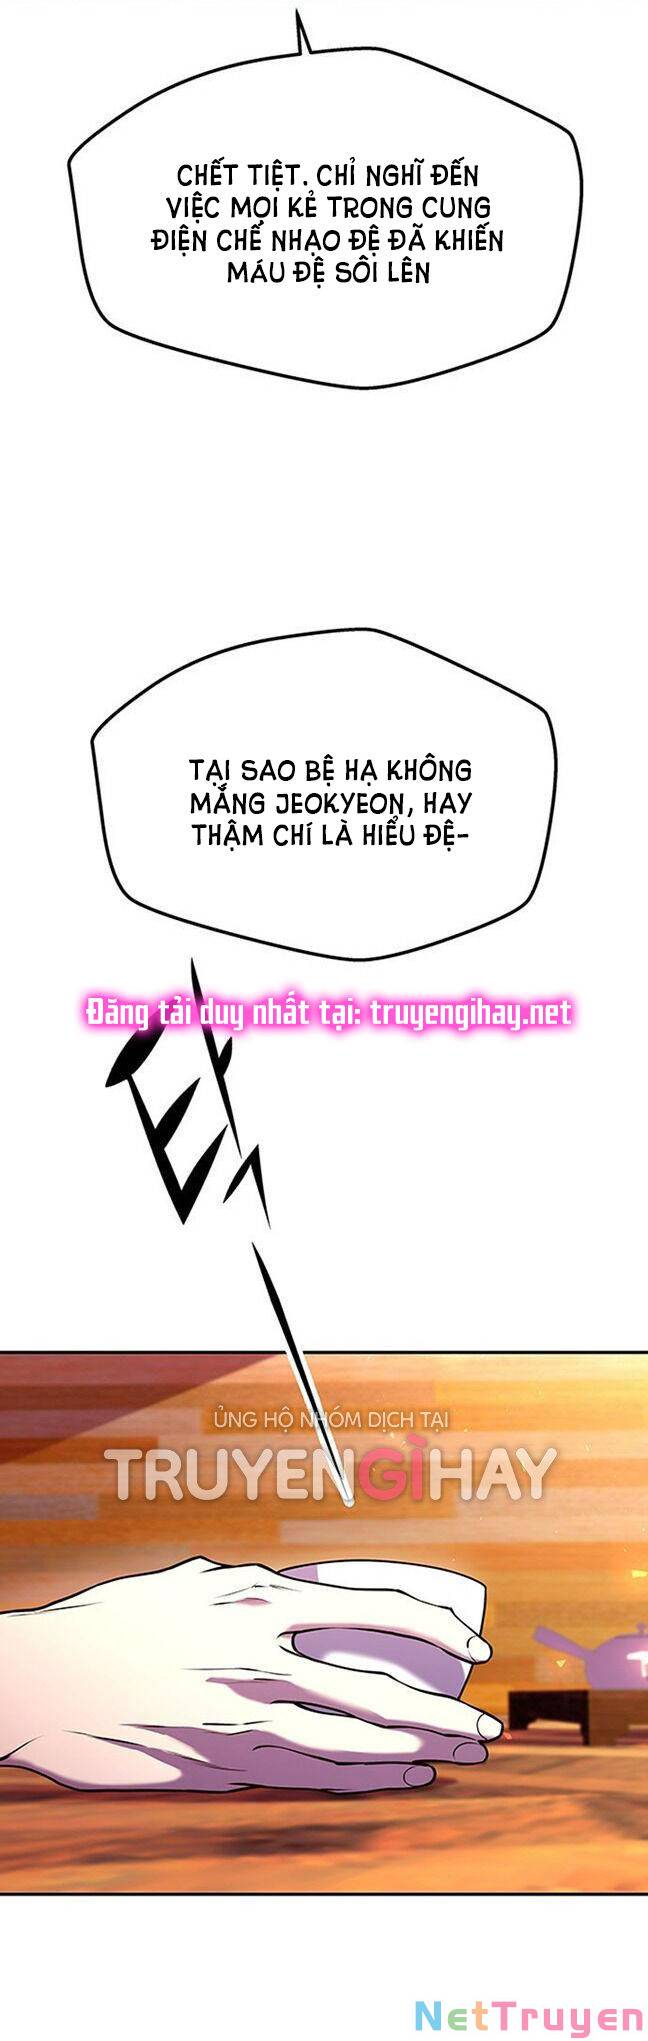 CHẾT TIỆT. CHỈ NGHĨ ĐẾN
VIỆC MỌI KẺ TRONG CUNG
ĐIỆN CHẾ NHẠO ĐỆ ĐÃ KHIẾN
MÁU ĐỆ SÔI LÊN
TẠI SAO BỆ HẠ KHÔNG
MẮNG JEOKYEON, HAY
THẬM CHÍ LÀ HIỂU ĐỆ-
Đăng tải duy nhất tại: truyengihay.net
탁
ỦNG HỘ NHÓM DỊCH TẠI
TRUYENGÌHAY
NetTruyen